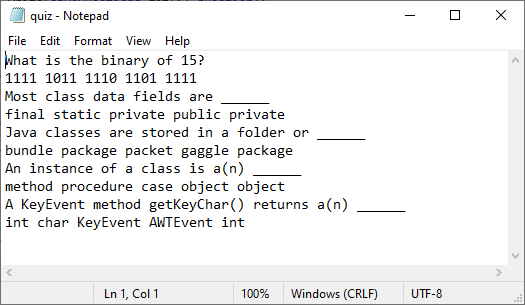 quiz - Notepad
File Edit Format View Help
What is the binary of 15?
1111 1011 1110 1101 1111
Most class data fields are ______
final static private public private
Java classes are stored in a folder or ______
bundle package packet gaggle package
An instance of a class is a(n) ______
method procedure case object object
A KeyEvent method getKeyChar() returns a(n) ______
int char KeyEvent AWTEvent int
Ln 1, Col 1 100% Windows (CRLF) UTF-8